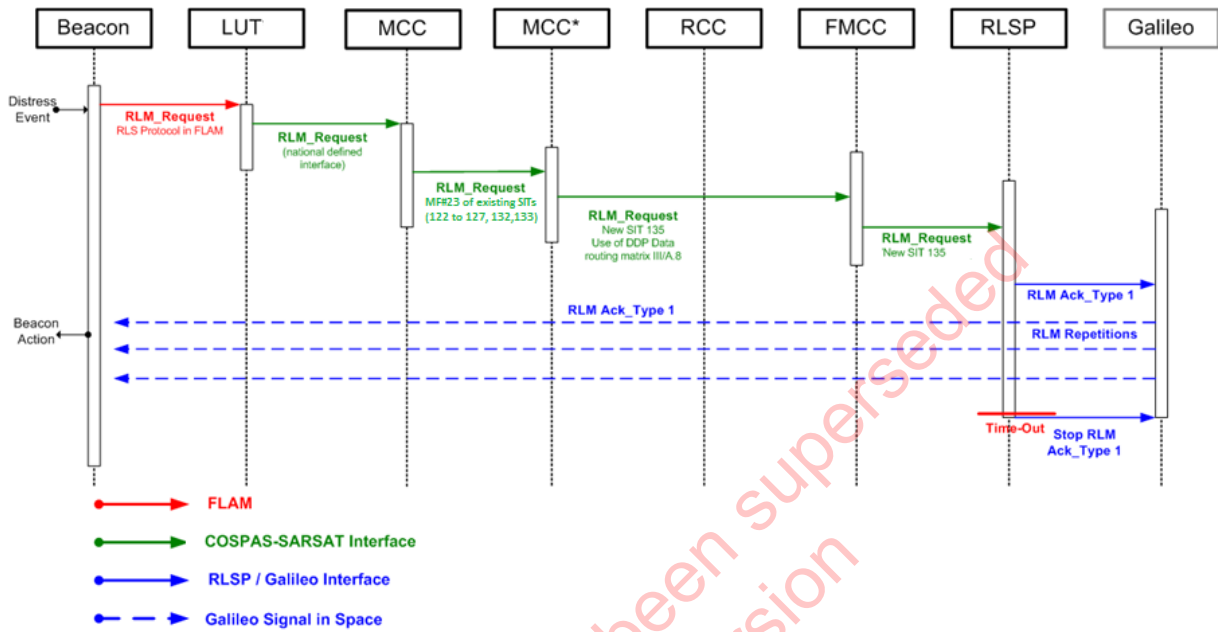 Beacon
LUT
MCC
MCC*
RCC
FMCC
RLSP
Galileo
Distress
Event
RLM_Request
RLS Protocol in FLAM
RLM_Request
(national defined
interface)
RLM_Request
MF#23 of existing SITs
(122 to 127, 132,133)
RLM_Request
New SIT 135
Use of DDP Data
routing matrix III/A.8
RLM_Request
New SIT 135
RLM Ack_Type 1
RLM Ack_Type 1
Beacon
Action
RLM Repetitions
Time-Out
Stop RLM
Ack_Type 1
FLAM
COSPAS-SARSAT Interface
RLSP / Galileo Interface
Galileo Signal in Space
been superseded